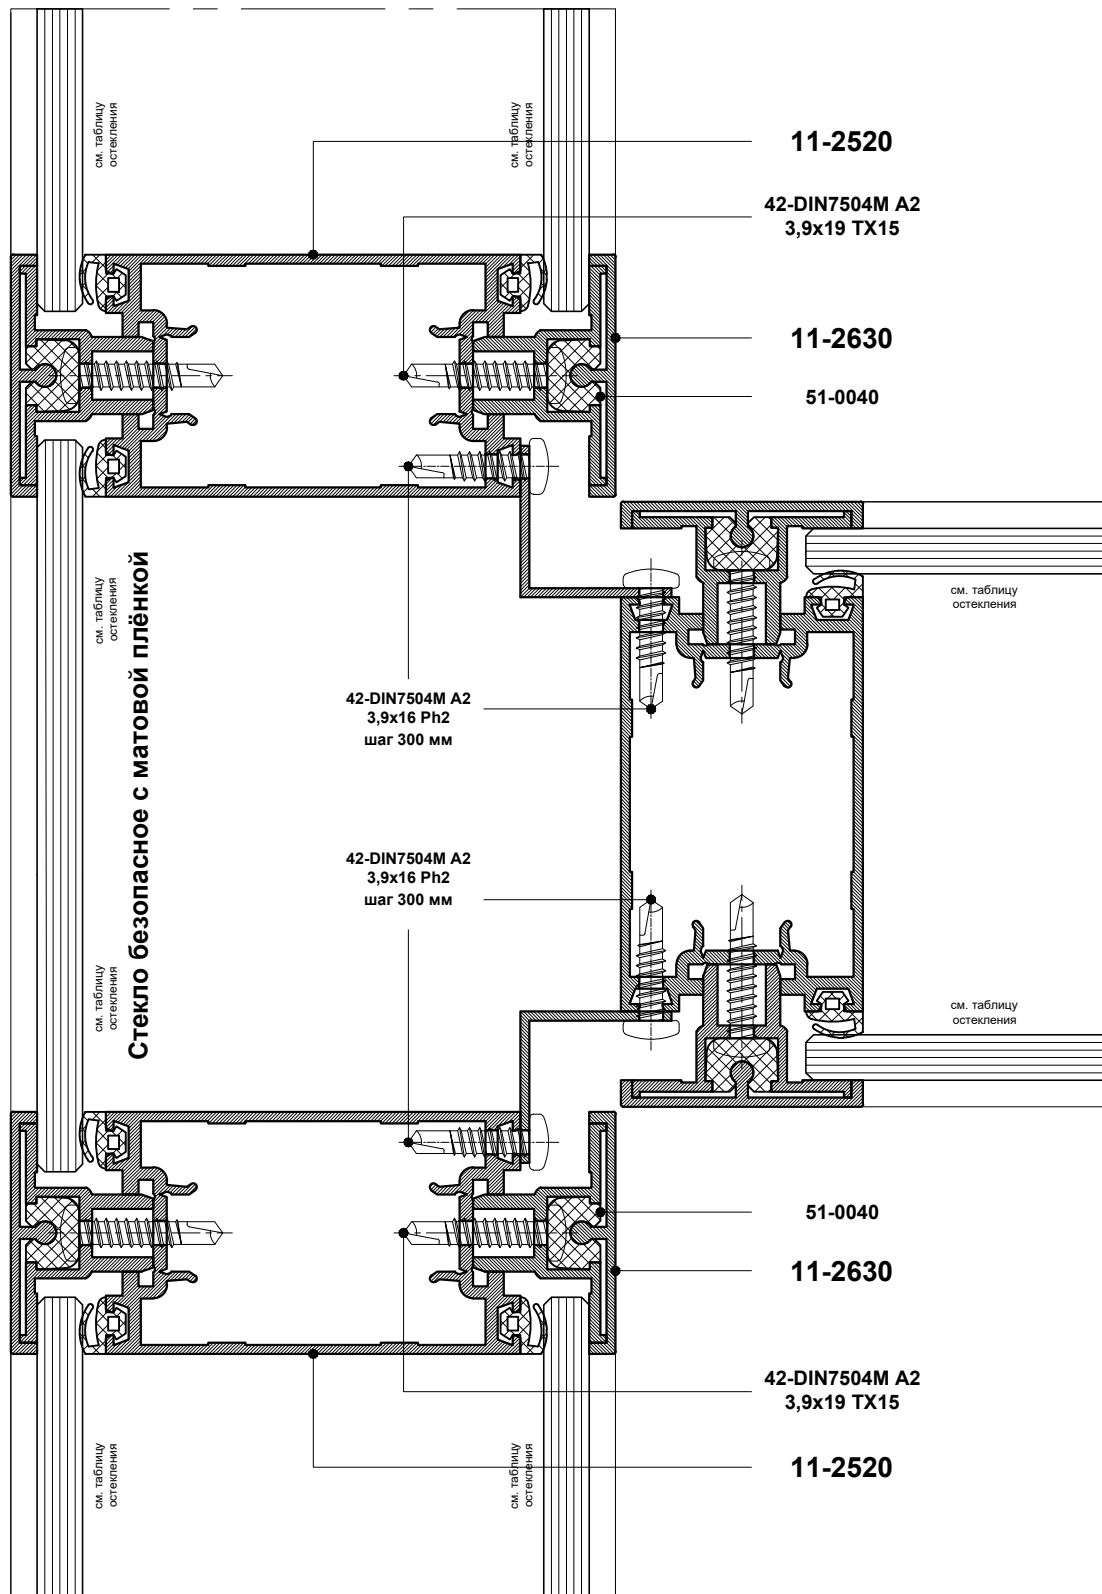 см. таблицу
остекления
см. таблицу
остекления
11-2520
42-DIN7504M A2
3,9x19 TX15
11-2630
51-0040
см. таблицу
остекления
Стекло безопасное с матовой плёнкой
см. таблицу
остекления
42-DIN7504M A2
3,9x16 Ph2
шаг 300 мм
42-DIN7504M A2
3,9x16 Ph2
шаг 300 мм
см. таблицу
остекления
см. таблицу
остекления
51-0040
11-2630
42-DIN7504M A2
3,9x19 TX15
11-2520
см. таблицу
остекления
см. таблицу
остекления